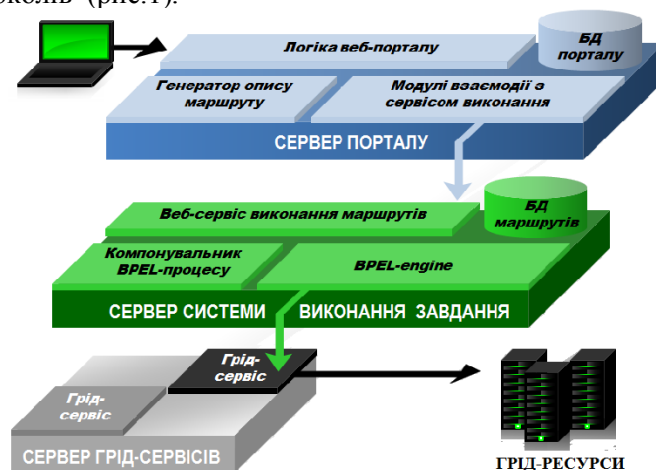 (рис.1).
Логіка веб-порталу
БД
порталу
Генератор опису
маршруту
Модулі взаємодії з
сервісом виконання
СЕРВЕР ПОРТАЛУ
Веб-сервіс виконання маршрутів
БД
маршрутів
Компонувальник
BPEL-процесу
BPEL-engine
СЕРВЕР СИСТЕМИ ВИКОНАННЯ ЗАВДАННЯ
Грід-
сервіс
Грід-
сервіс
СЕРВЕР ГРІД-СЕРВІСІВ
ГРІД-РЕСУРСИ